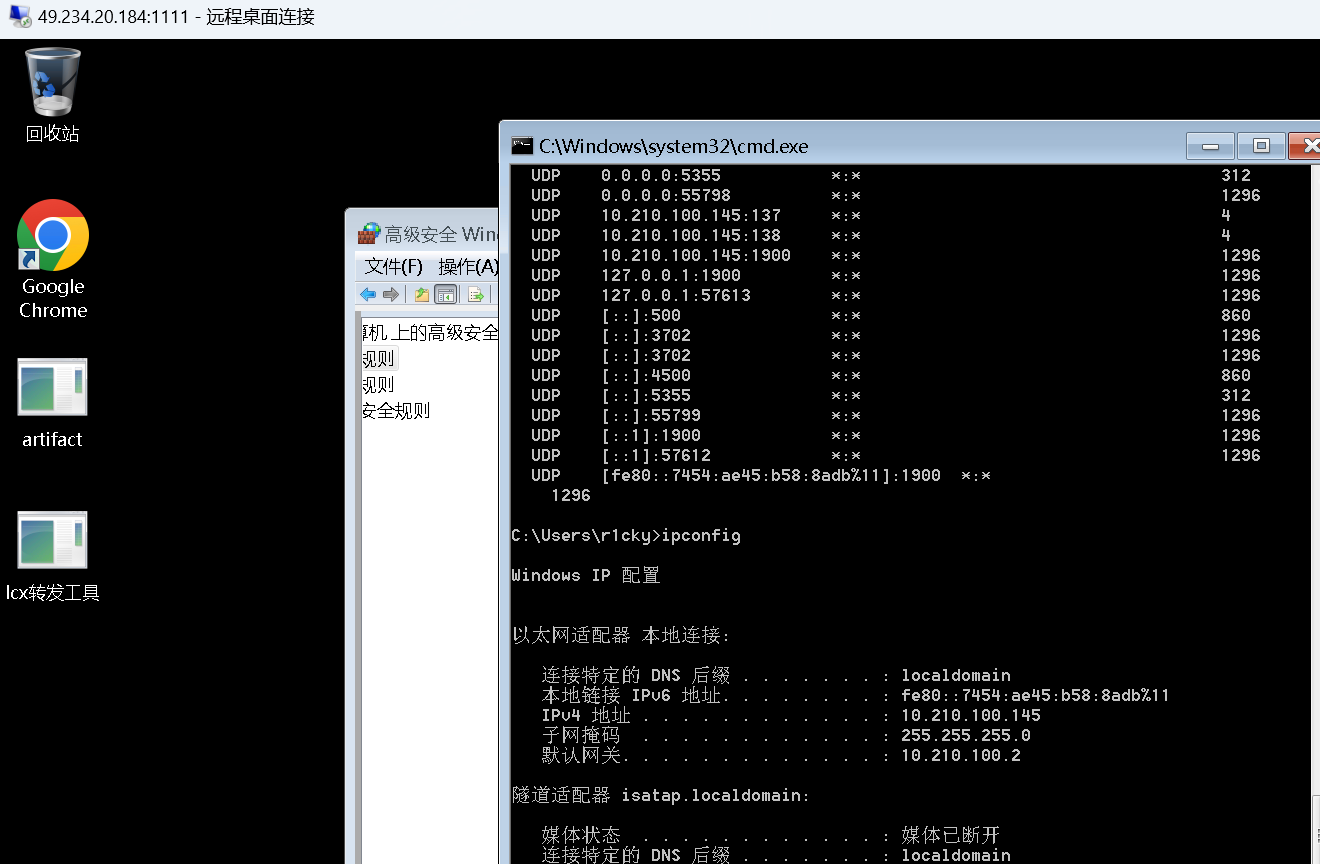 49.234.20.184:1111 - 远程桌面连接
回收站
Google
Chrome
artifact
lcx转发工具
高级安全 Win
文件(F) 操作(A)
机 上的高级安全
规则
规则
安全规则
C:\Windows\system32\cmd.exe
UDP 0.0.0.0:5355 *:* 312
UDP 0.0.0.0:55798 *:* 1296
UDP 10.210.100.145:137 *:* 4
UDP 10.210.100.145:138 *:* 4
UDP 10.210.100.145:1900 *:* 1296
UDP 127.0.0.1:1900 *:* 1296
UDP 127.0.0.1:57613 *:* 1296
UDP [::]:500 *:* 860
UDP [::]:3702 *:* 1296
UDP [::]:3702 *:* 1296
UDP [::]:4500 *:* 860
UDP [::]:5355 *:* 312
UDP [::]:55799 *:* 1296
UDP [::1]:1900 *:* 1296
UDP [::1]:57612 *:* 1296
UDP [fe80::7454:ae45:b58:8adb%11]:1900 *:*
1296
C:\Users\r1cky>ipconfig
Windows IP 配置
以太网适配器 本地连接:
连接特定的 DNS 后缀 . . . . . . . : localdomain
本地链接 IPv6 地址. . . . . . . . : fe80::7454:ae45:b58:8adb%11
IPv4 地址 . . . . . . . . . . . . : 10.210.100.145
子网掩码 . . . . . . . . . . . . : 255.255.255.0
默认网关. . . . . . . . . . . . . : 10.210.100.2
隧道适配器 isatap.localdomain:
媒体状态 . . . . . . . . . . . . : 媒体已断开
连接特定的 DNS 后缀 . . . . . . . : localdomain